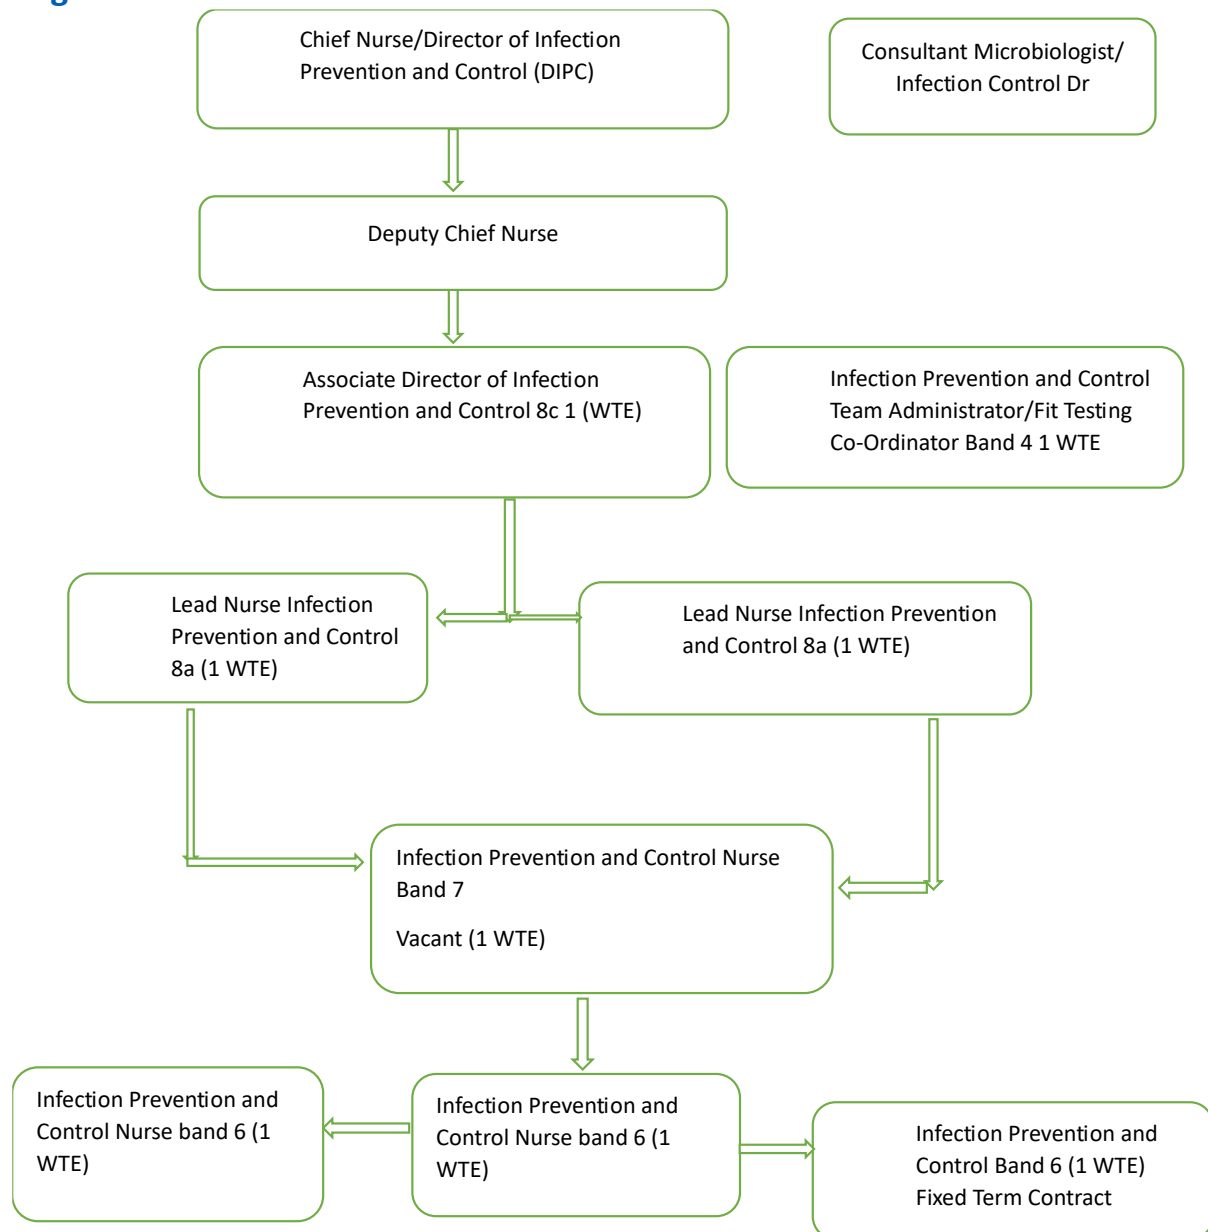 Chief Nurse/Director of Infection
Prevention and Control (DIPC)
Consultant Microbiologist/
Infection Control Dr
Deputy Chief Nurse
Associate Director of Infection
Prevention and Control 8c 1 (WTE)
Infection Prevention and Control
Team Administrator/Fit Testing
Co-Ordinator Band 4 1 WTE
Lead Nurse Infection
Prevention and Control
8a (1 WTE)
Lead Nurse Infection Prevention
and Control 8a (1 WTE)
Infection Prevention and Control Nurse
Band 7
Vacant (1 WTE)
Infection Prevention and
Control Nurse band 6 (1
WTE)
Infection Prevention and
Control Nurse band 6 (1
WTE)
Infection Prevention and
Control Band 6 (1 WTE)
Fixed Term Contract